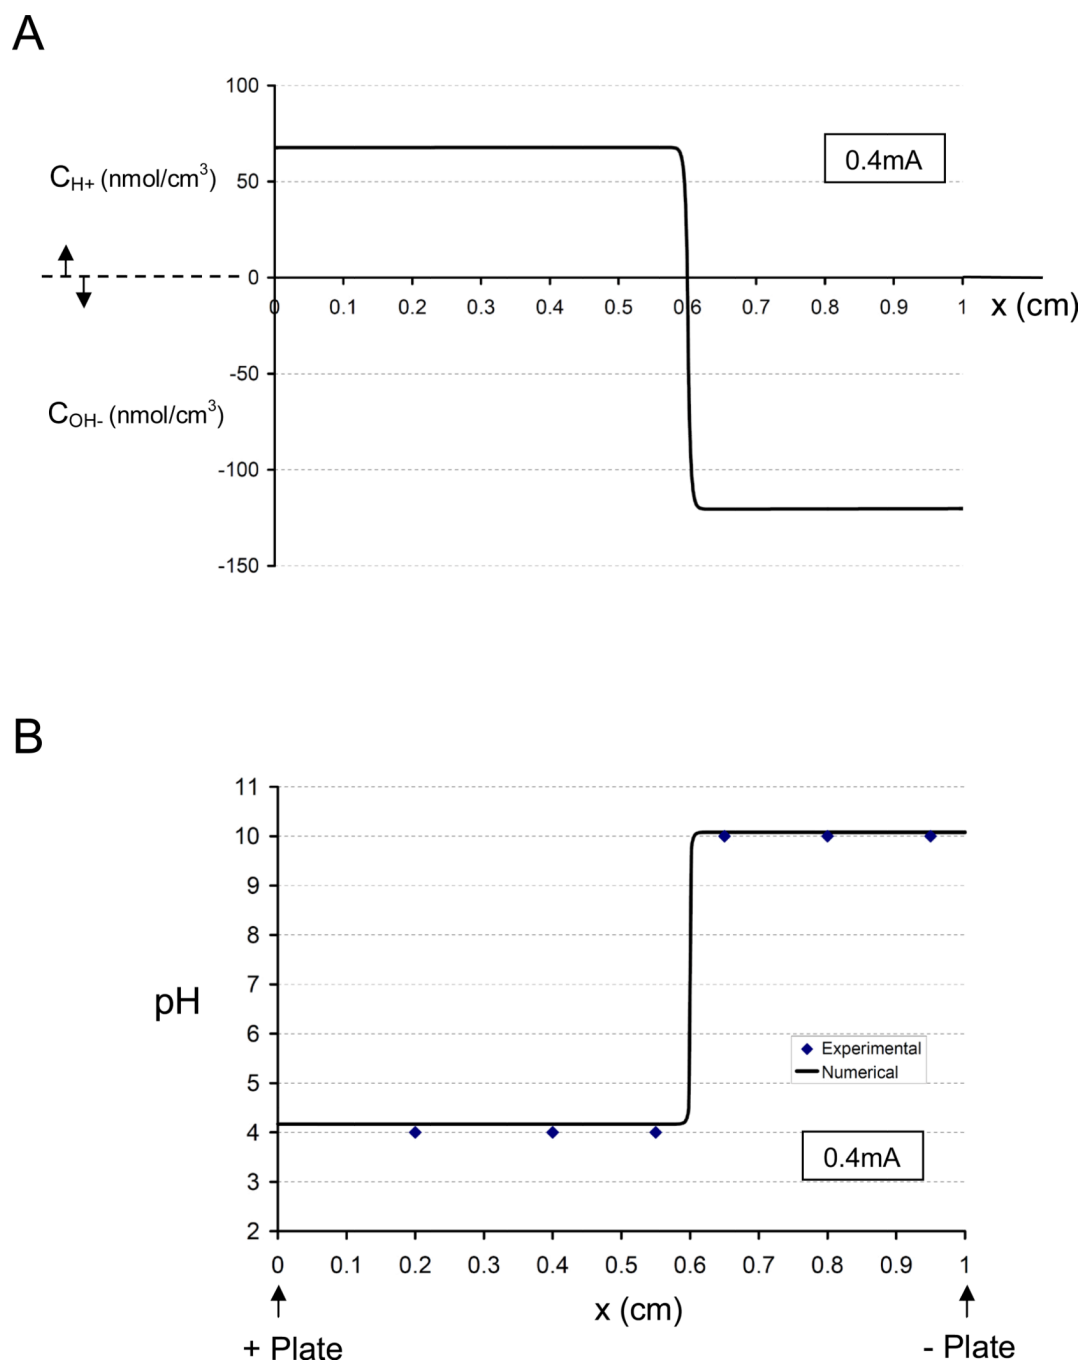 A
100
50
0
-50
-100
-150
C_H+ (nmol/cm³)
C_OH- (nmol/cm³)
0.4mA
0 0.1 0.2 0.3 0.4 0.5 0.6 0.7 0.8 0.9 1
x (cm)
B
11
10
9
8
7
6
5
4
3
2
pH
Experimental
Numerical
0.4mA
0 0.1 0.2 0.3 0.4 0.5 0.6 0.7 0.8 0.9 1
x (cm)
+ Plate
- Plate